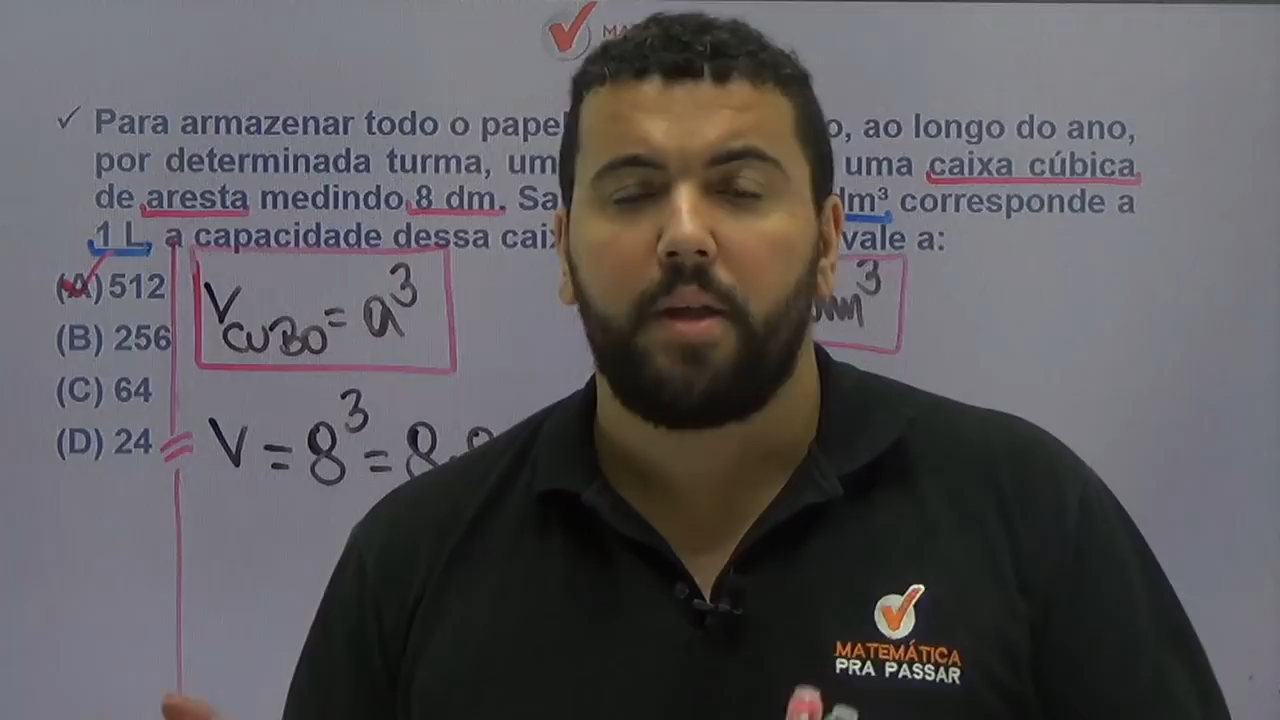 ✓ Para armazenar todo o papel o, ao longo do ano,
por determinada turma, um uma caixa cúbica
de aresta medindo 8 dm. Sa dm³ corresponde a
1 L, a capacidade dessa caix vale a:
(A) 512
(B) 256
(C) 64
(D) 24
V CUBO = a³
V = 8³ = 8.8
MATEMÁTICA
PRA PASSAR